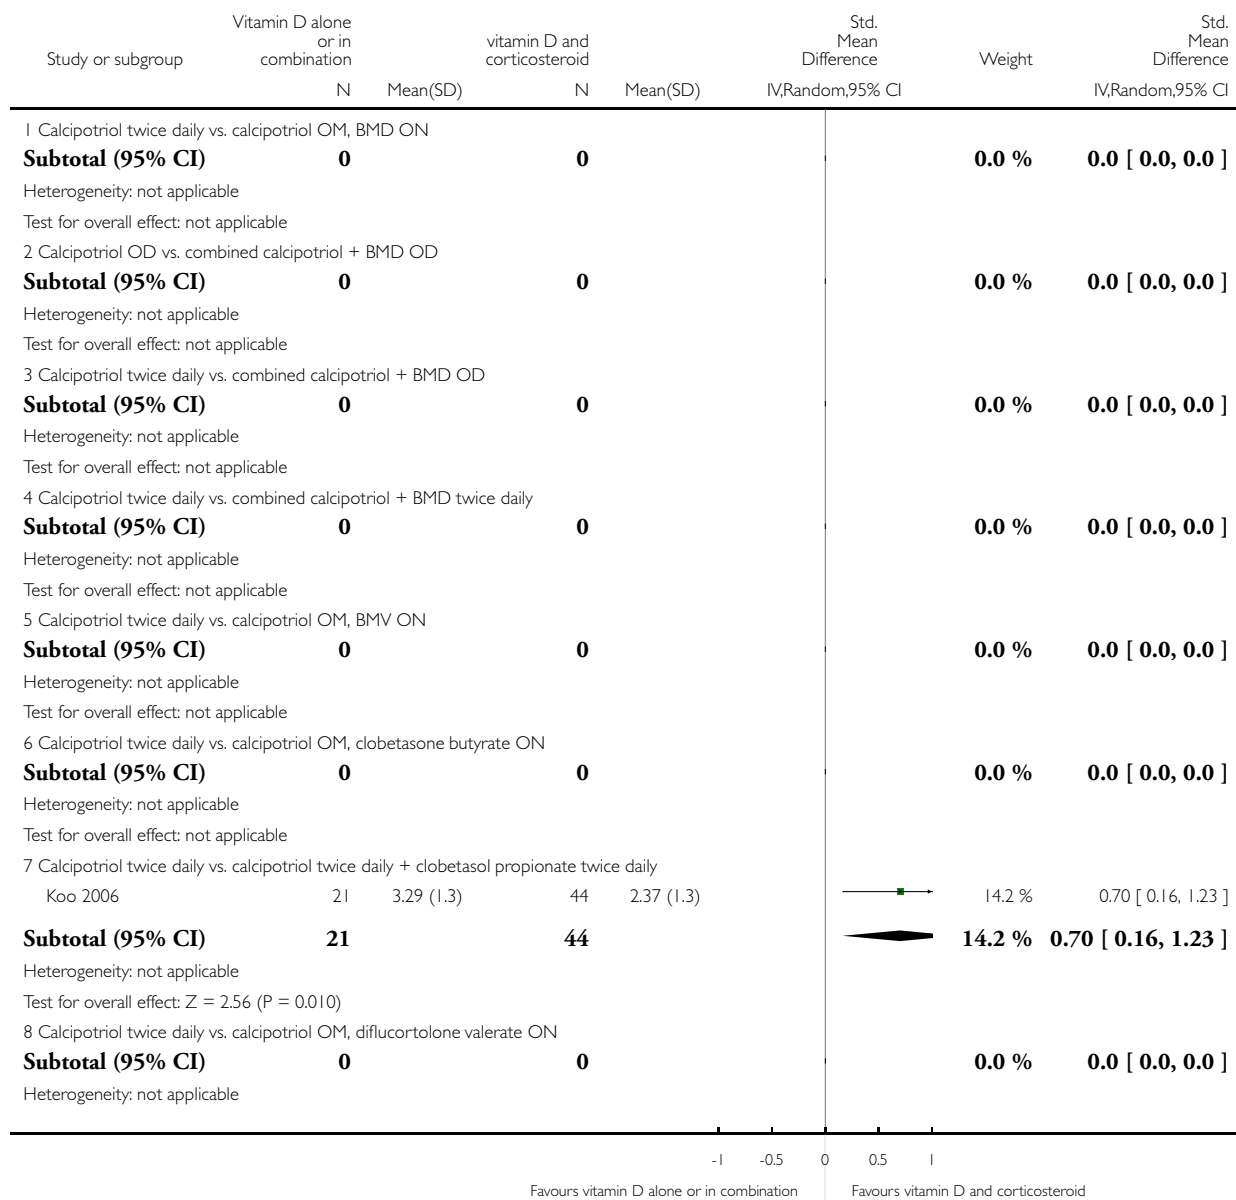 Study or subgroup Vitamin D alone or in combination vitamin D and corticosteroid Std. Mean Difference Weight Std. Mean Difference
N Mean(SD) N Mean(SD) IV,Random,95% CI IV,Random,95% CI
1 Calcipotriol twice daily vs. calcipotriol OM, BMD ON
Subtotal (95% CI) 0 0 0.0 % 0.0 [ 0.0, 0.0 ]
Heterogeneity: not applicable
Test for overall effect: not applicable
2 Calcipotriol OD vs. combined calcipotriol + BMD OD
Subtotal (95% CI) 0 0 0.0 % 0.0 [ 0.0, 0.0 ]
Heterogeneity: not applicable
Test for overall effect: not applicable
3 Calcipotriol twice daily vs. combined calcipotriol + BMD OD
Subtotal (95% CI) 0 0 0.0 % 0.0 [ 0.0, 0.0 ]
Heterogeneity: not applicable
Test for overall effect: not applicable
4 Calcipotriol twice daily vs. combined calcipotriol + BMD twice daily
Subtotal (95% CI) 0 0 0.0 % 0.0 [ 0.0, 0.0 ]
Heterogeneity: not applicable
Test for overall effect: not applicable
5 Calcipotriol twice daily vs. calcipotriol OM, BMV ON
Subtotal (95% CI) 0 0 0.0 % 0.0 [ 0.0, 0.0 ]
Heterogeneity: not applicable
Test for overall effect: not applicable
6 Calcipotriol twice daily vs. calcipotriol OM, clobetasone butyrate ON
Subtotal (95% CI) 0 0 0.0 % 0.0 [ 0.0, 0.0 ]
Heterogeneity: not applicable
Test for overall effect: not applicable
7 Calcipotriol twice daily vs. calcipotriol twice daily + clobetasol propionate twice daily
Koo 2006 21 3.29 (1.3) 44 2.37 (1.3) 14.2 % 0.70 [ 0.16, 1.23 ]
Subtotal (95% CI) 21 44 14.2 % 0.70 [ 0.16, 1.23 ]
Heterogeneity: not applicable
Test for overall effect: Z = 2.56 (P = 0.010)
8 Calcipotriol twice daily vs. calcipotriol OM, diflucortolone valerate ON
Subtotal (95% CI) 0 0 0.0 % 0.0 [ 0.0, 0.0 ]
Heterogeneity: not applicable
-1 -0.5 0 0.5 1
Favours vitamin D alone or in combination Favours vitamin D and corticosteroid